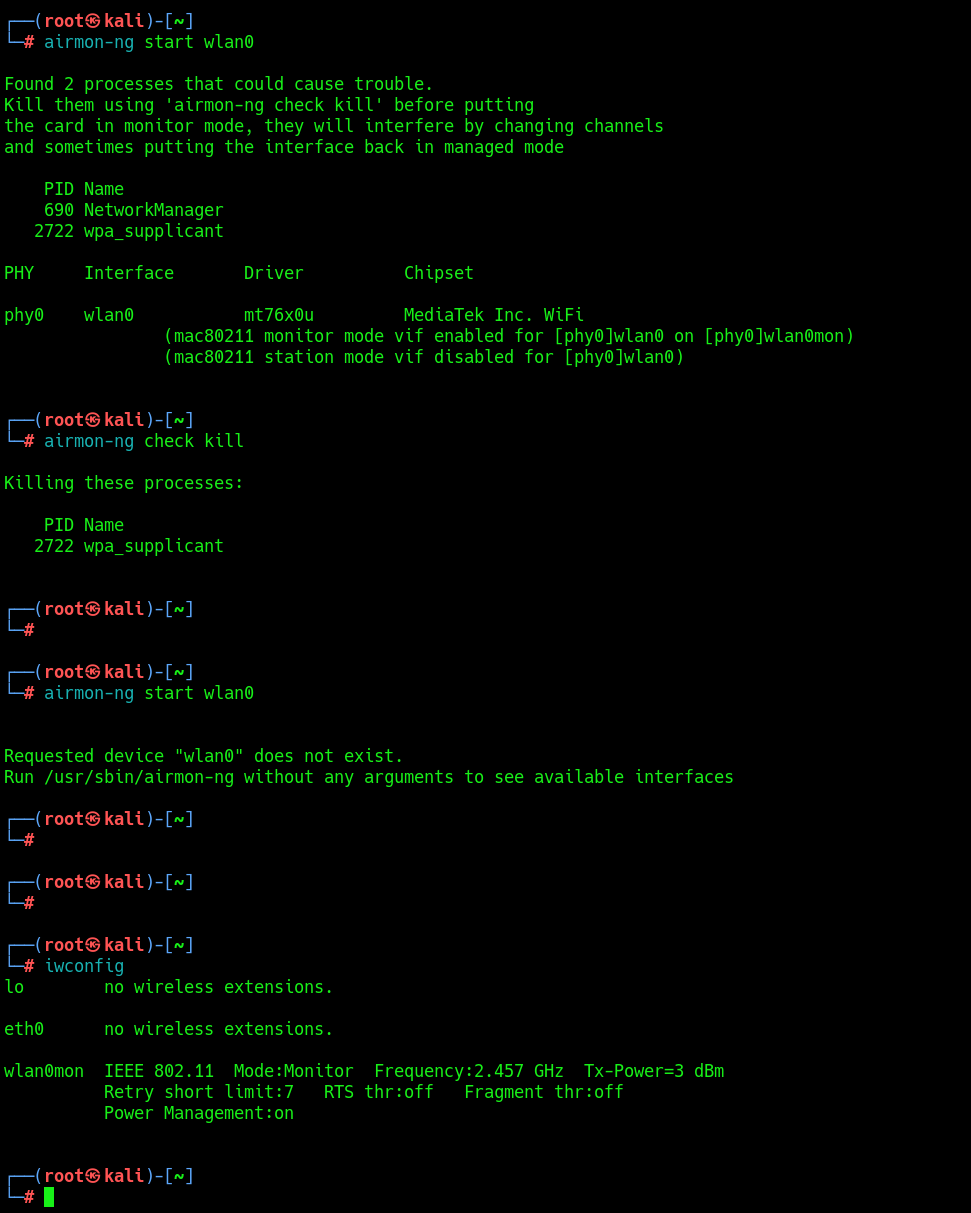 ┌──(root㉿kali)-[~]
└─# airmon-ng start wlan0
Found 2 processes that could cause trouble.
Kill them using 'airmon-ng check kill' before putting
the card in monitor mode, they will interfere by changing channels
and sometimes putting the interface back in managed mode
PID Name
690 NetworkManager
2722 wpa_supplicant
PHY Interface Driver Chipset
phy0 wlan0 mt76x0u MediaTek Inc. WiFi
(mac80211 monitor mode vif enabled for [phy0]wlan0 on [phy0]wlan0mon)
(mac80211 station mode vif disabled for [phy0]wlan0)
┌──(root㉿kali)-[~]
└─# airmon-ng check kill
Killing these processes:
PID Name
2722 wpa_supplicant
┌──(root㉿kali)-[~]
└─#
┌──(root㉿kali)-[~]
└─# airmon-ng start wlan0
Requested device "wlan0" does not exist.
Run /usr/sbin/airmon-ng without any arguments to see available interfaces
┌──(root㉿kali)-[~]
└─#
┌──(root㉿kali)-[~]
└─#
┌──(root㉿kali)-[~]
└─# iwconfig
lo no wireless extensions.
eth0 no wireless extensions.
wlan0mon IEEE 802.11 Mode:Monitor Frequency:2.457 GHz Tx-Power=3 dBm
Retry short limit:7 RTS thr:off Fragment thr:off
Power Management:on
┌──(root㉿kali)-[~]
└─#